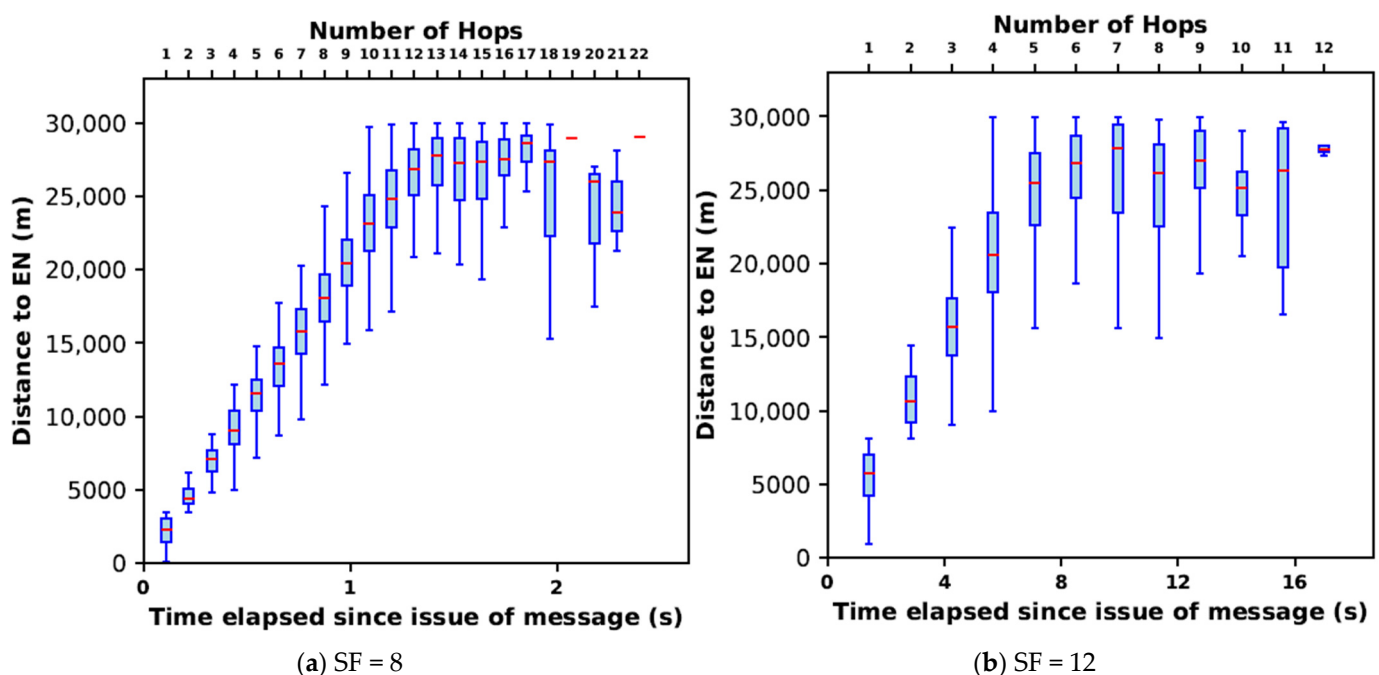 Number of Hops
1 2 3 4 5 6 7 8 9 10 11 12 13 14 15 16 17 18 19 20 21 22
30,000
25,000
20,000
15,000
10,000
5000
0
Distance to EN (m)
0 1 2
Time elapsed since issue of message (s)
(a) SF = 8
Number of Hops
1 2 3 4 5 6 7 8 9 10 11 12
30,000
25,000
20,000
15,000
10,000
5000
0
Distance to EN (m)
0 4 8 12 16
Time elapsed since issue of message (s)
(b) SF = 12